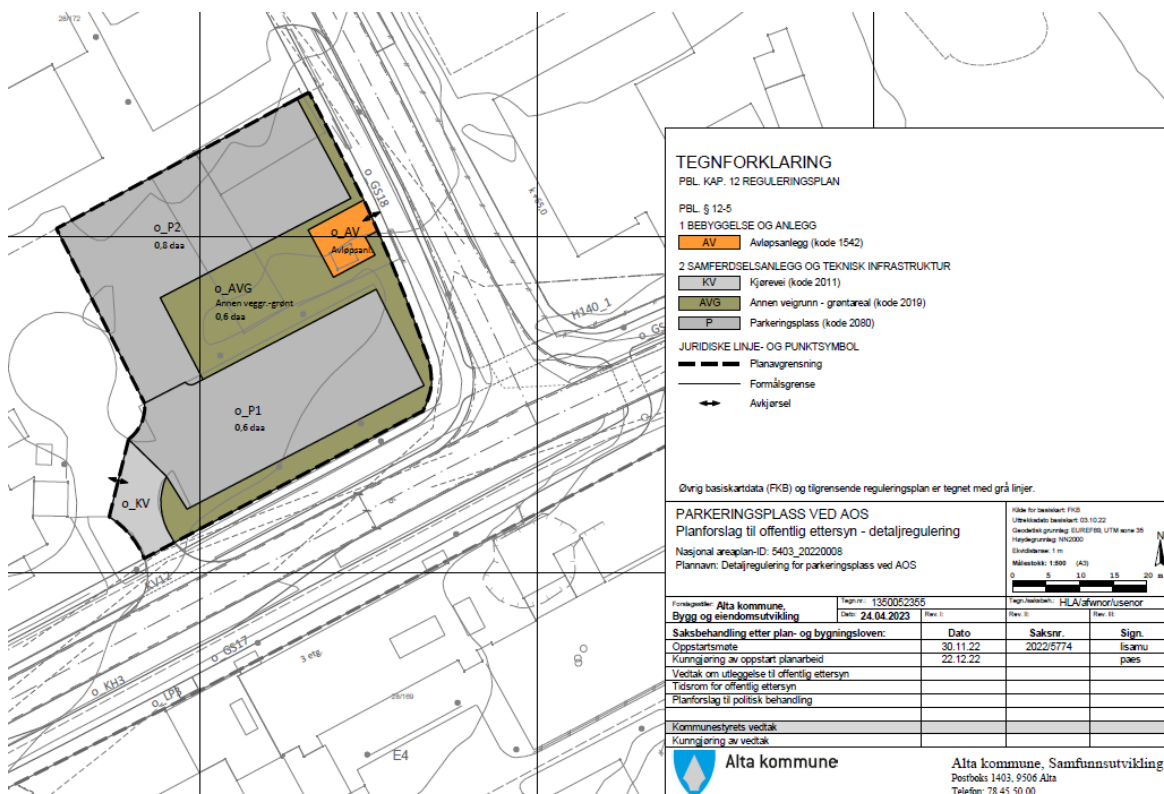 28/172
o_GS18
k +65,0
o_P2
0,8 daa
o_AV
Avløpsanl.
o_AVG
Annen veggr.-grønt
0,6 daa
H140_1
o_GS
o_P1
0,6 daa
o_KV
KV12
o_GS17
3 etg.
o_KH3
o_LP3
28/169
E4
TEGNFORKLARING
PBL. KAP. 12 REGULERINGSPLAN
PBL. § 12-5
1 BEBYGGELSE OG ANLEGG
AV Avløpsanlegg (kode 1542)
2 SAMFERDSELSANLEGG OG TEKNISK INFRASTRUKTUR
KV Kjørevei (kode 2011)
AVG Annen veigrunn - grøntareal (kode 2019)
P Parkeringsplass (kode 2080)
JURIDISKE LINJE- OG PUNKTSYMBOL
Planavgrensning
Formålsgrense
Avkjørsel
Øvrig basiskartdata (FKB) og tilgrensende reguleringsplan er tegnet med grå linjer.
PARKERINGSPLASS VED AOS
Planforslag til offentlig ettersyn - detaljregulering
Nasjonal arealplan-ID: 5403_20220008
Plannavn: Detaljregulering for parkeringsplass ved AOS
Kilde for basiskart: FKB
Uttrekksdato basiskart: 03.10.22
Geodetisk grunnlag: EUREF89, UTM sone 35
Høydegrunnlag: NN2000
Ekvidistanse: 1 m
Målestokk: 1:500 (A3)
N
0 5 10 15 20 m
Forslagsstiller: Alta kommune,
Bygg og eiendomsutvikling
Tegn.nr.: 1350052355
Tegn./saksbeh.: HLA/afwnor/usenor
Dato: 24.04.2023 Rev. I: Rev. II: Rev. III:
Saksbehandling etter plan- og bygningsloven: Dato Saksnr. Sign.
Oppstartsmøte 30.11.22 2022/5774 lisamu
Kunngjøring av oppstart planarbeid 22.12.22 paes
Vedtak om utleggelse til offentlig ettersyn
Tidsrom for offentlig ettersyn
Planforslag til politisk behandling
Kommunestyrets vedtak
Kunngjøring av vedtak
Alta kommune
Alta kommune, Samfunnsutvikling
Postboks 1403, 9506 Alta
Telefon: 78 45 50 00